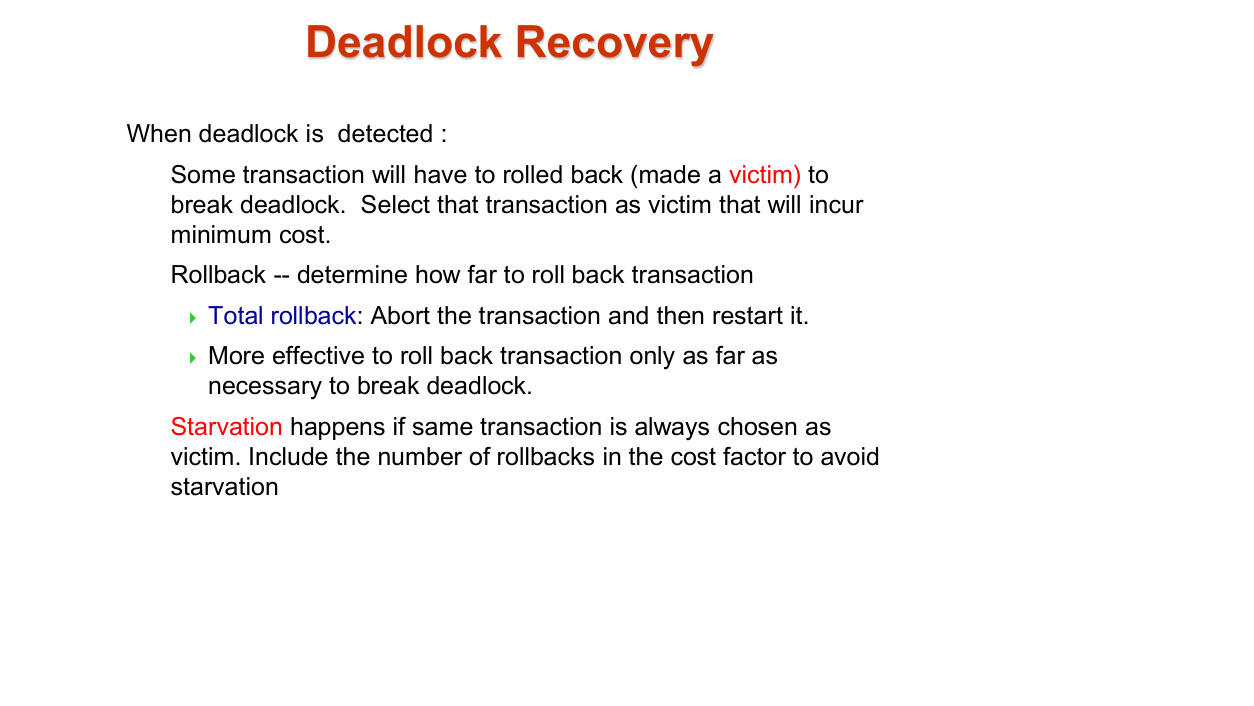 Deadlock Recovery
When deadlock is  detected :
Some transaction will have to rolled back (made a victim) to
break deadlock.  Select that transaction as victim that will incur
minimum cost.
Rollback -- determine how far to roll back transaction
Total rollback: Abort the transaction and then restart it.
More effective to roll back transaction only as far as
necessary to break deadlock.
Starvation happens if same transaction is always chosen as
victim. Include the number of rollbacks in the cost factor to avoid
starvation